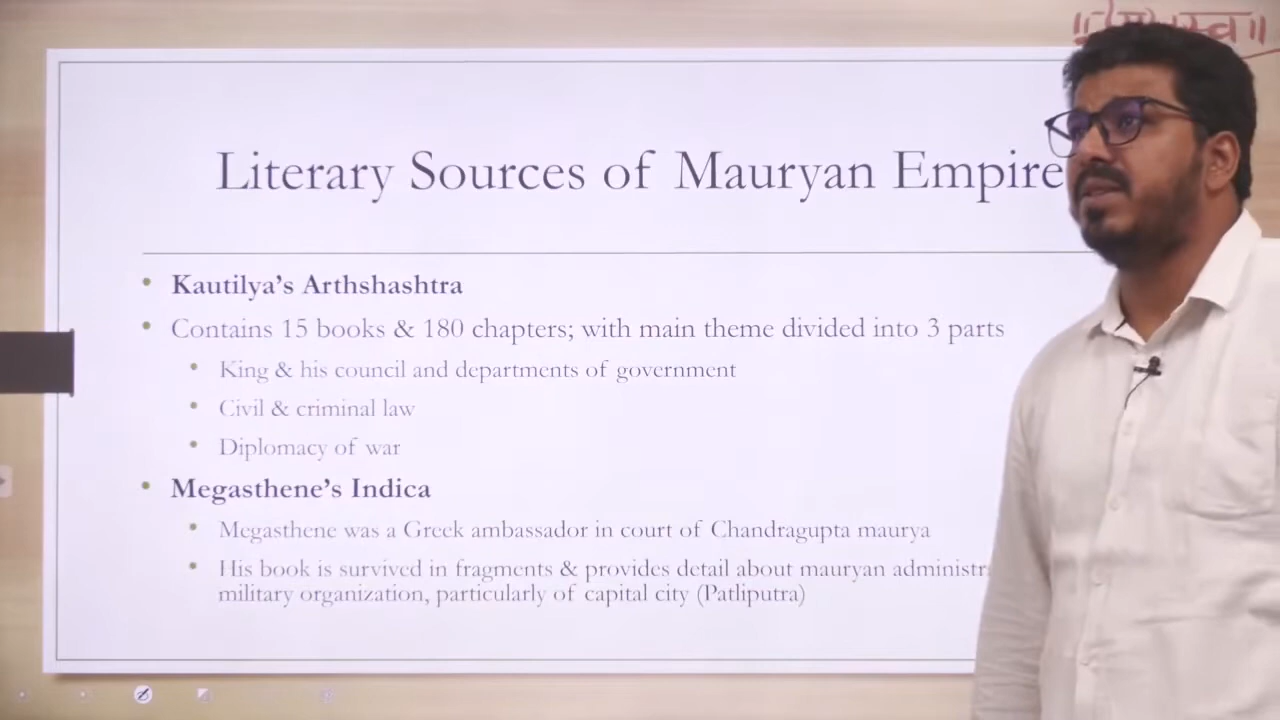 Literary Sources of Mauryan Empire
• Kautilya's Arthshashtra
• Contains 15 books & 180 chapters; with main theme divided into 3 parts
• King & his council and departments of government
• Civil & criminal law
• Diplomacy of war
• Megasthene's Indica
• Megasthene was a Greek ambassador in court of Chandragupta maurya
• His book is survived in fragments & provides detail about mauryan
military organization, particularly of capital city (Patliputra)